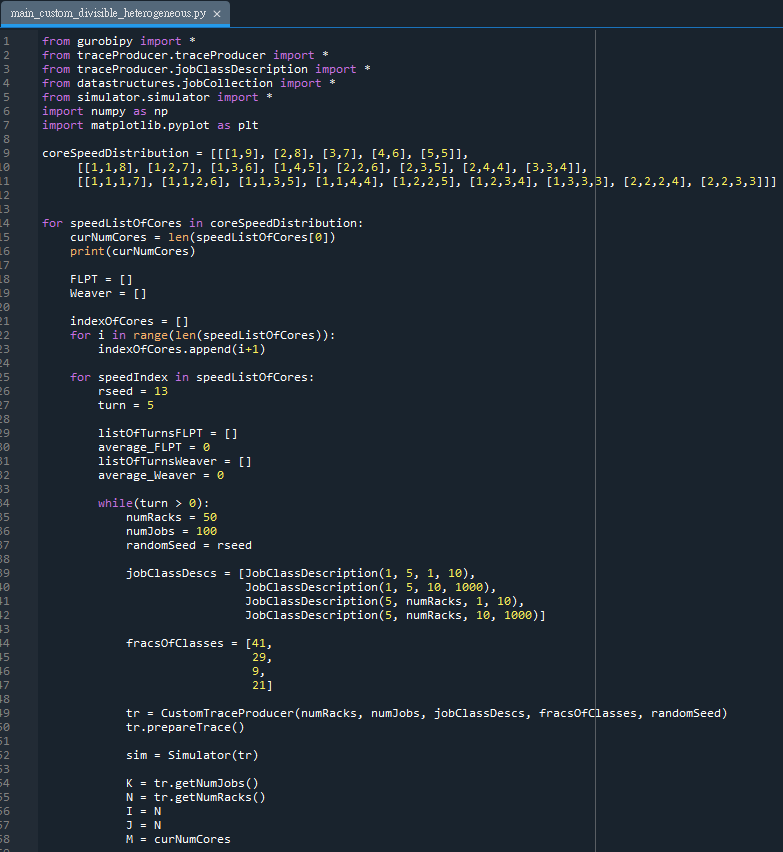 main_custom_divisible_heterogeneous.py ×
1 from gurobipy import *
2 from traceProducer.traceProducer import *
3 from traceProducer.jobClassDescription import *
4 from datastructures.jobCollection import *
5 from simulator.simulator import *
6 import numpy as np
7 import matplotlib.pyplot as plt
8
9 coreSpeedDistribution = [[[1,9], [2,8], [3,7], [4,6], [5,5]],
10 [[1,1,8], [1,2,7], [1,3,6], [1,4,5], [2,2,6], [2,3,5], [2,4,4], [3,3,4]],
11 [[1,1,1,7], [1,1,2,6], [1,1,3,5], [1,1,4,4], [1,2,2,5], [1,2,3,4], [1,3,3,3], [2,2,2,4], [2,2,3,3]]]
12
13
14 for speedListOfCores in coreSpeedDistribution:
15 curNumCores = len(speedListOfCores[0])
16 print(curNumCores)
17
18 FLPT = []
19 Weaver = []
20
21 indexOfCores = []
22 for i in range(len(speedListOfCores)):
23 indexOfCores.append(i+1)
24
25 for speedIndex in speedListOfCores:
26 rseed = 13
27 turn = 5
28
29 listOfTurnsFLPT = []
30 average_FLPT = 0
31 listOfTurnsWeaver = []
32 average_Weaver = 0
33
34 while(turn > 0):
35 numRacks = 50
36 numJobs = 100
37 randomSeed = rseed
38
39 jobClassDescs = [JobClassDescription(1, 5, 1, 10),
40 JobClassDescription(1, 5, 10, 1000),
41 JobClassDescription(5, numRacks, 1, 10),
42 JobClassDescription(5, numRacks, 10, 1000)]
43
44 fracsOfClasses = [41,
45 29,
46 9,
47 21]
48
49 tr = CustomTraceProducer(numRacks, numJobs, jobClassDescs, fracsOfClasses, randomSeed)
50 tr.prepareTrace()
51
52 sim = Simulator(tr)
53
54 K = tr.getNumJobs()
55 N = tr.getNumRacks()
56 I = N
57 J = N
58 M = curNumCores